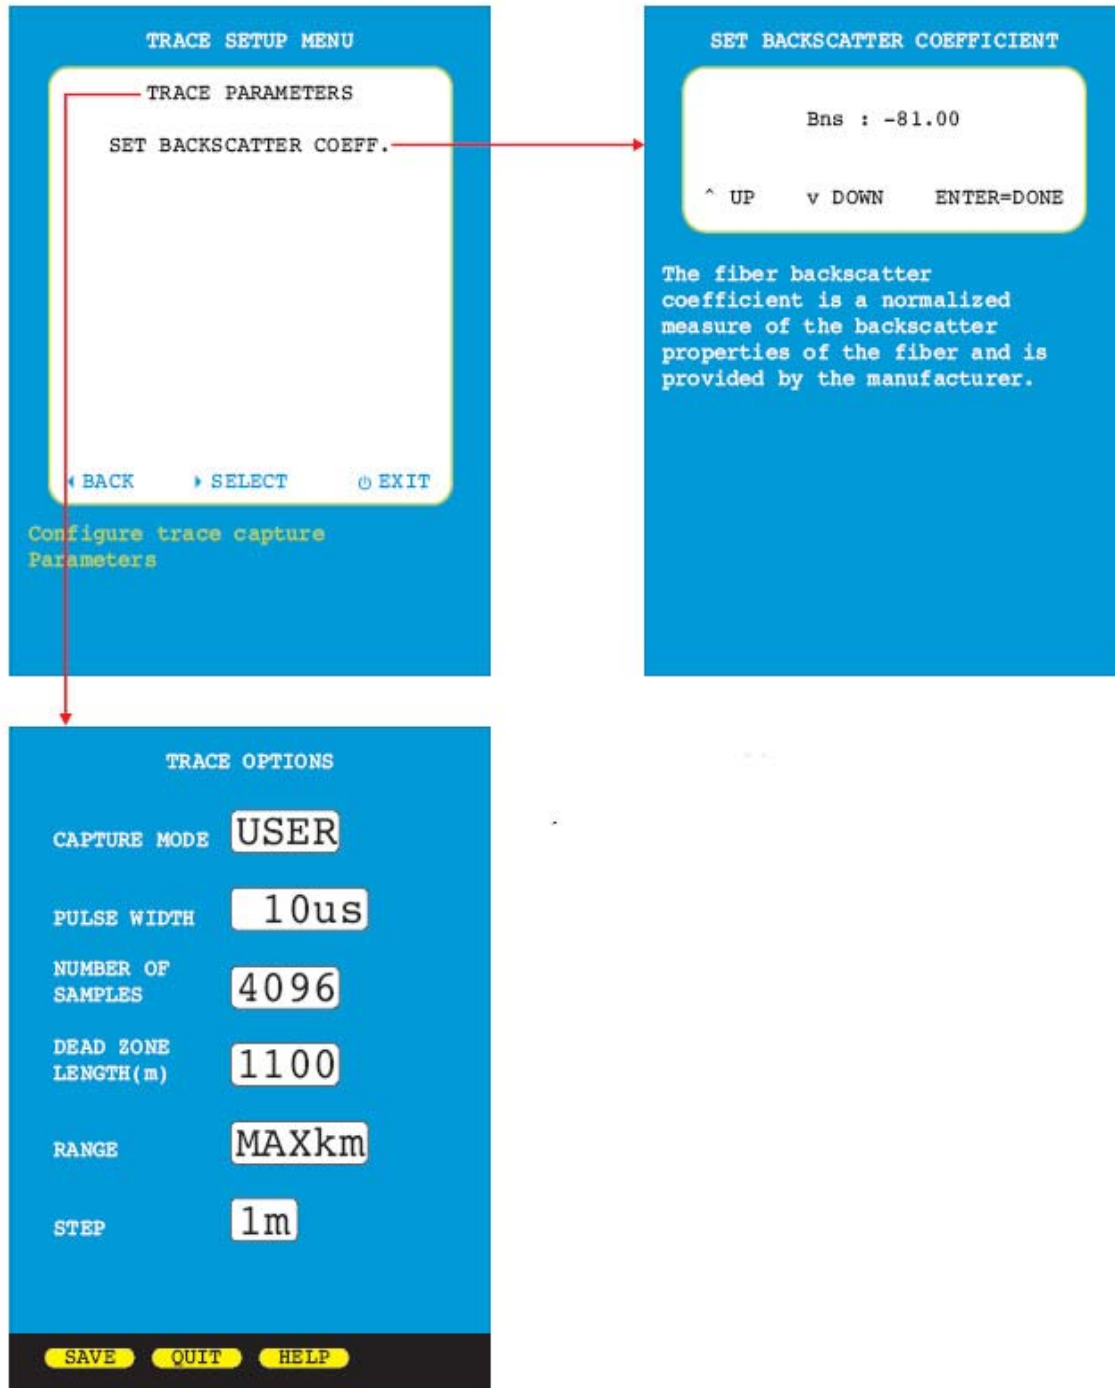 TRACE SETUP MENU
TRACE PARAMETERS
SET BACKSCATTER COEFF.
BACK SELECT EXIT
Configure trace capture
Parameters
SET BACKSCATTER COEFFICIENT
Bns : -81.00
^ UP v DOWN ENTER=DONE
The fiber backscatter
coefficient is a normalized
measure of the backscatter
properties of the fiber and is
provided by the manufacturer.
TRACE OPTIONS
CAPTURE MODE USER
PULSE WIDTH 10us
NUMBER OF
SAMPLES 4096
DEAD ZONE
LENGTH(m) 1100
RANGE MAXkm
STEP 1m
SAVE QUIT HELP